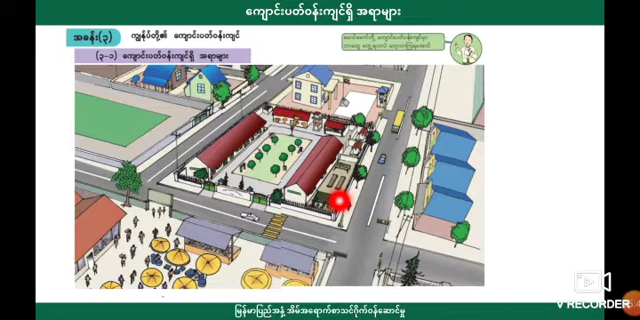 ကျောင်းပတ်ဝန်းကျင်ရှိ အရာများ
အခန်း(၃) ကျွန်ုပ်တို့၏ ကျောင်းပတ်ဝန်းကျင်
(၃-၁) ကျောင်းပတ်ဝန်းကျင်ရှိ အရာများ
V RECORDER
မြန်မာပြည်အနှံ့ အိမ်အရောက်စာသင်ဝိုက်ဝန်ဆောင်မှု